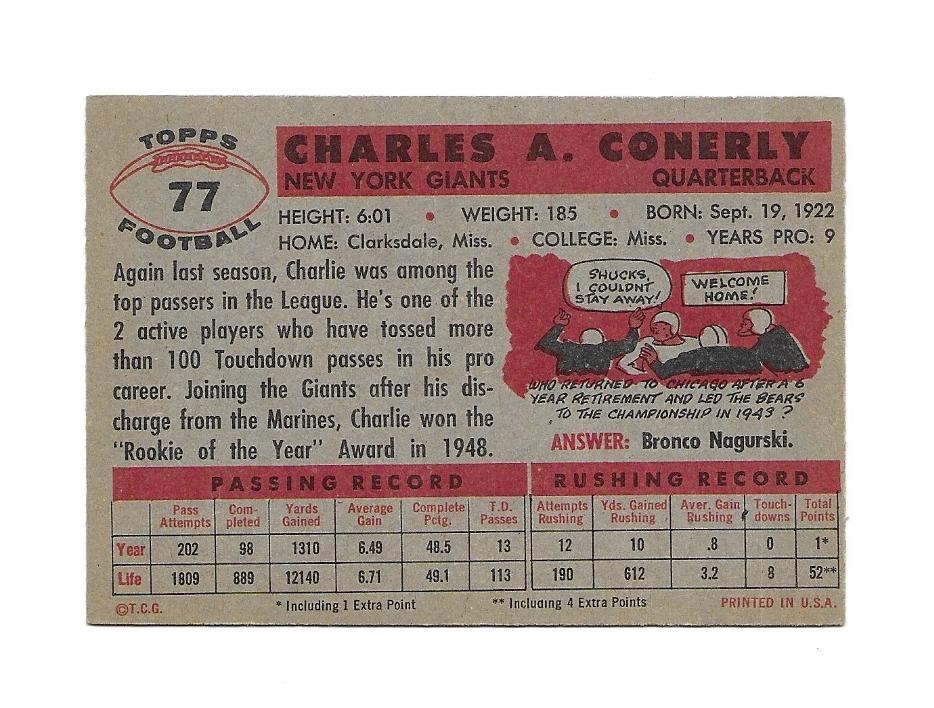 TOPPS
77
FOOTBALL
CHARLES A. CONERLY
NEW YORK GIANTS QUARTERBACK
HEIGHT: 6:01 • WEIGHT: 185 • BORN: Sept. 19, 1922
HOME: Clarksdale, Miss. • COLLEGE: Miss. • YEARS PRO: 9
Again last season, Charlie was among the
top passers in the League. He's one of the
2 active players who have tossed more
than 100 Touchdown passes in his pro
career. Joining the Giants after his dis-
charge from the Marines, Charlie won the
"Rookie of the Year" Award in 1948.
SHUCKS,
I COULDNT
STAY AWAY!
WELCOME
HOME!
WHO RETURNED TO CHICAGO AFTER A 6
YEAR RETIREMENT AND LED THE BEARS
TO THE CHAMPIONSHIP IN 1943?
ANSWER: Bronco Nagurski.
PASSING RECORD
Pass Attempts Com-pleted Yards Gained Average Gain Complete Pctg. T.D. Passes
Year 202 98 1310 6.49 48.5 13
Life 1809 889 12140 6.71 49.1 113
RUSHING RECORD
Attempts Rushing Yds. Gained Rushing Aver. Gain Rushing Touch-downs Total Points
12 10 .8 0 1*
190 612 3.2 8 52**
©T.C.G. * Including 1 Extra Point ** Including 4 Extra Points PRINTED IN U.S.A.